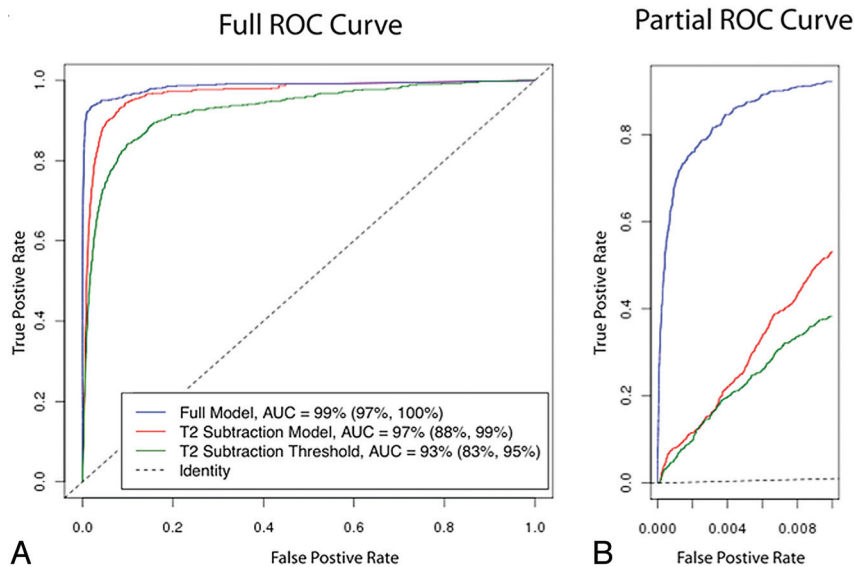 Full ROC Curve
Partial ROC Curve
True Postive Rate
1.0
0.8
0.6
0.4
0.2
0.0
Full Model, AUC = 99% (97%, 100%)
T2 Subtraction Model, AUC = 97% (88%, 99%)
T2 Subtraction Threshold, AUC = 93% (83%, 95%)
Identity
0.0 0.2 0.4 0.6 0.8 1.0
False Postive Rate
A
True Postive Rate
0.8
0.6
0.4
0.2
0.0
0.000 0.004 0.008
False Postive Rate
B